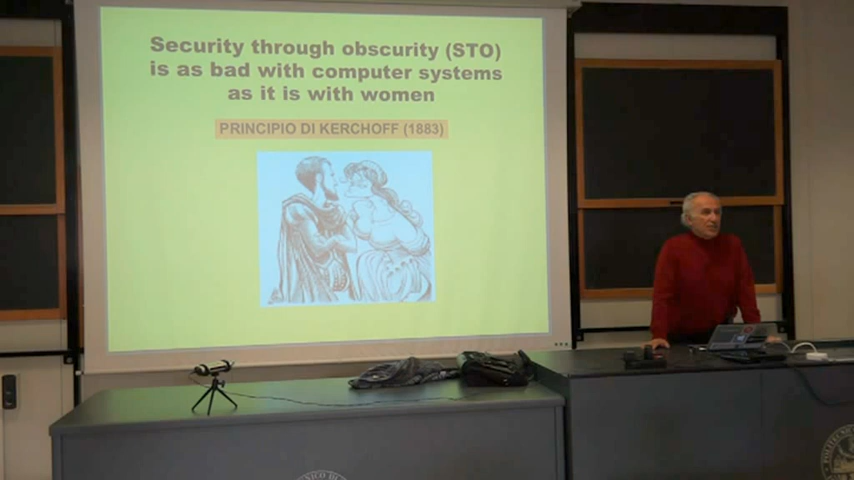 Security through obscurity (STO)
is as bad with computer systems
as it is with women
PRINCIPIO DI KERCHOFF (1883)